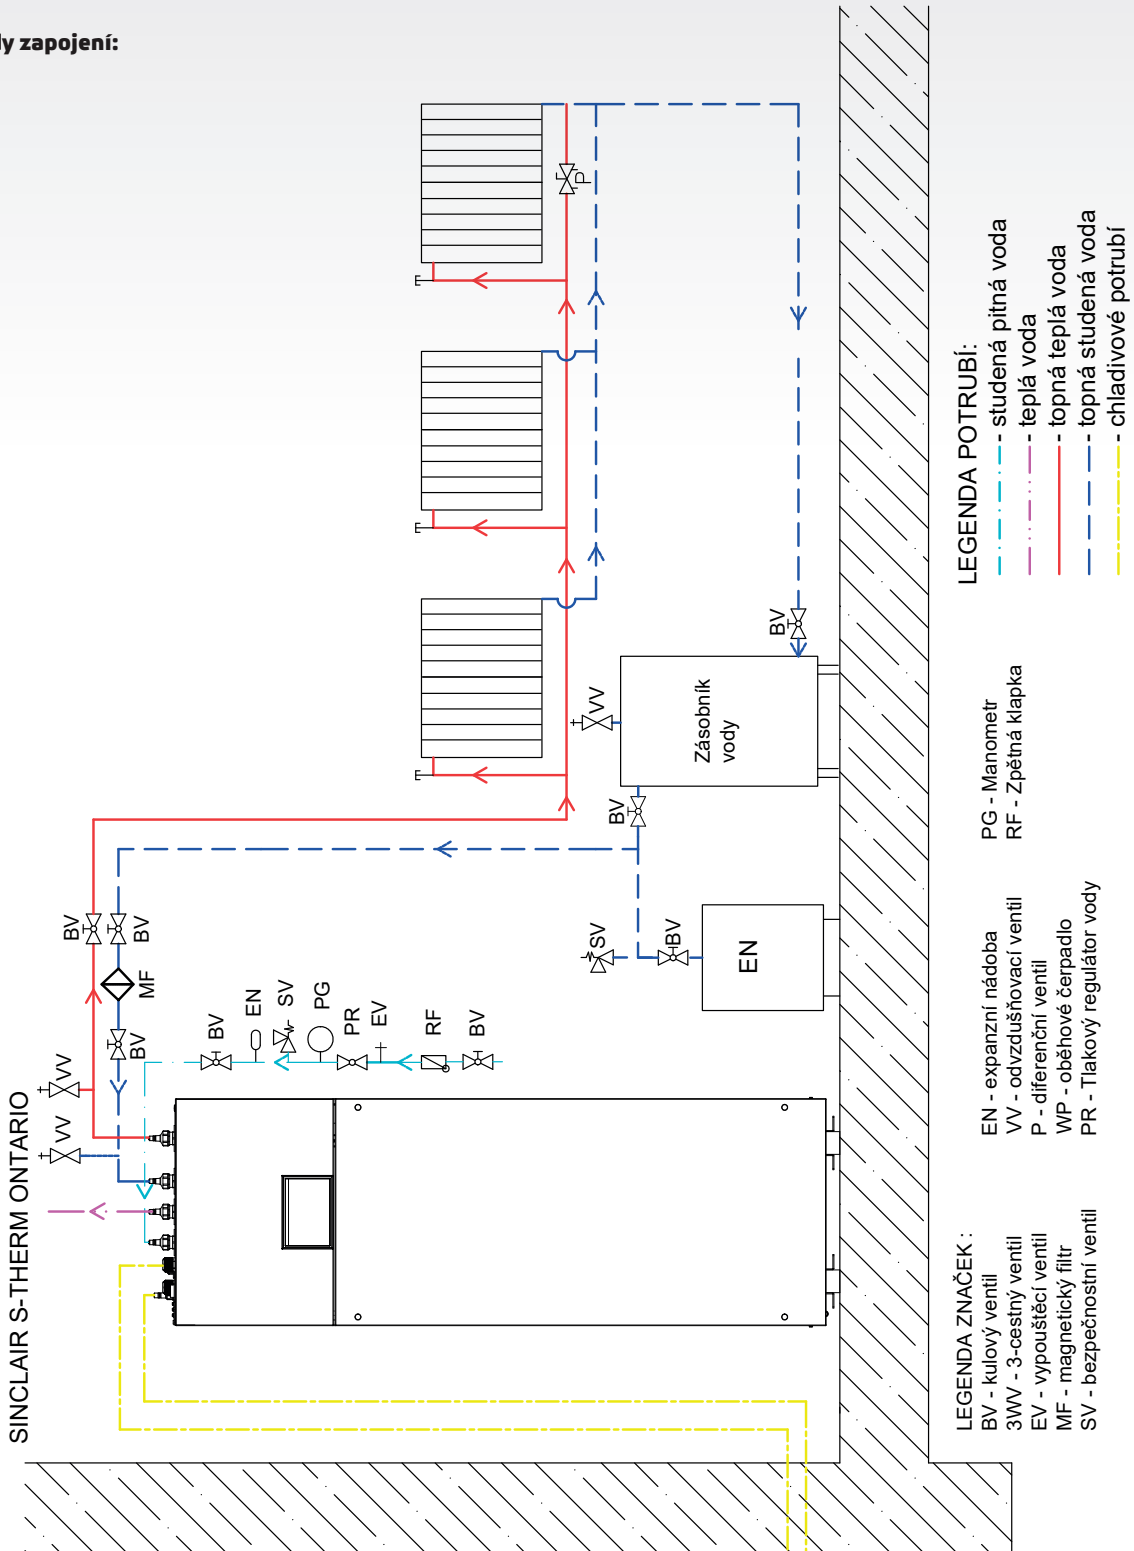 y zapojení:
SINCLAIR S-THERM ONTARIO
VV
VV
BV
BV
MF
BV
BV
EN
SV
PG
PR
EV
RF
BV
P
BV
VV
Zásobník
vody
BV
SV
BV
EN
LEGENDA ZNAČEK :
BV - kulový ventil
3WV - 3-cestný ventil
EV - vypouštěcí ventil
MF - magnetický filtr
SV - bezpečnostní ventil
EN - expanzní nádoba
VV - odvzdušňovací ventil
P - diferenční ventil
WP - oběhové čerpadlo
PR - Tlakový regulátor vody
PG - Manometr
RF - Zpětná klapka
LEGENDA POTRUBÍ:
- studená pitná voda
- teplá voda
- topná teplá voda
- topná studená voda
- chladivové potrubí